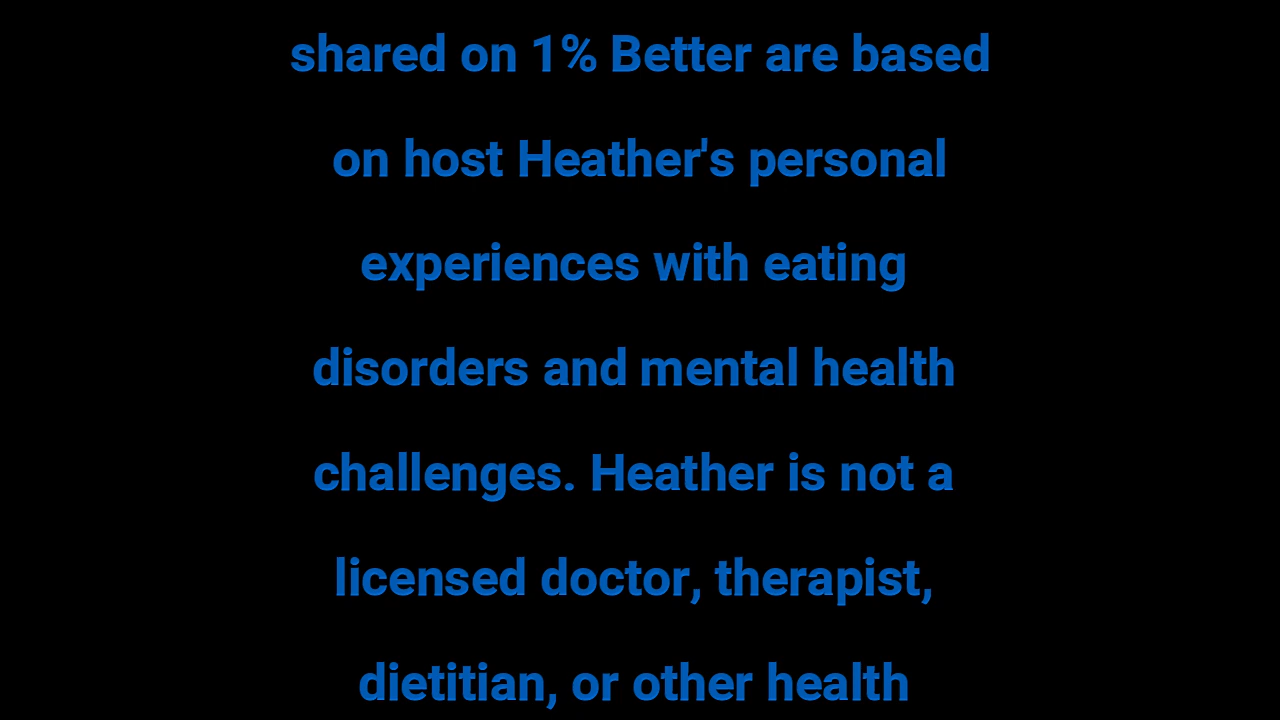 shared on 1% Better are based
on host Heather's personal
experiences with eating
disorders and mental health
challenges. Heather is not a
licensed doctor, therapist,
dietitian, or other health